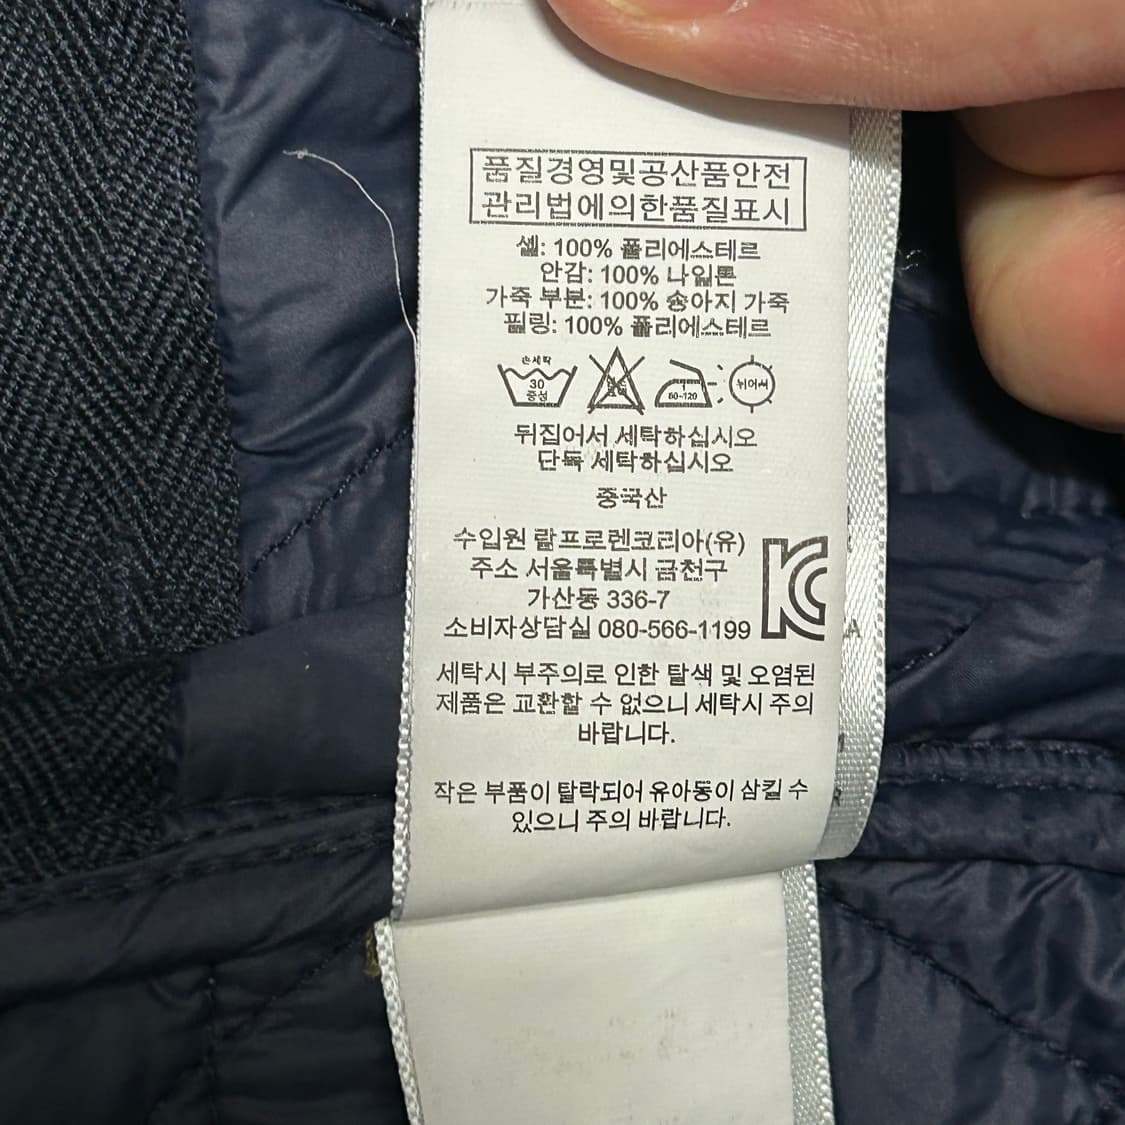 품질경영및공산품안전
관리법에의한품질표시
쉘: 100% 폴리에스테르
안감: 100% 나일론
가죽 부분: 100% 송아지 가죽
필링: 100% 폴리에스테르
손세탁
30
중성
1
80-120
뉘어서
뒤집어서 세탁하십시오
단독 세탁하십시오
중국산
수입원 랄프로렌코리아(유)
주소 서울특별시 금천구
가산동 336-7
소비자상담실 080-566-1199
세탁시 부주의로 인한 탈색 및 오염된
제품은 교환할 수 없으니 세탁시 주의
바랍니다.
작은 부품이 탈락되어 유아동이 삼킬 수
있으니 주의 바랍니다.